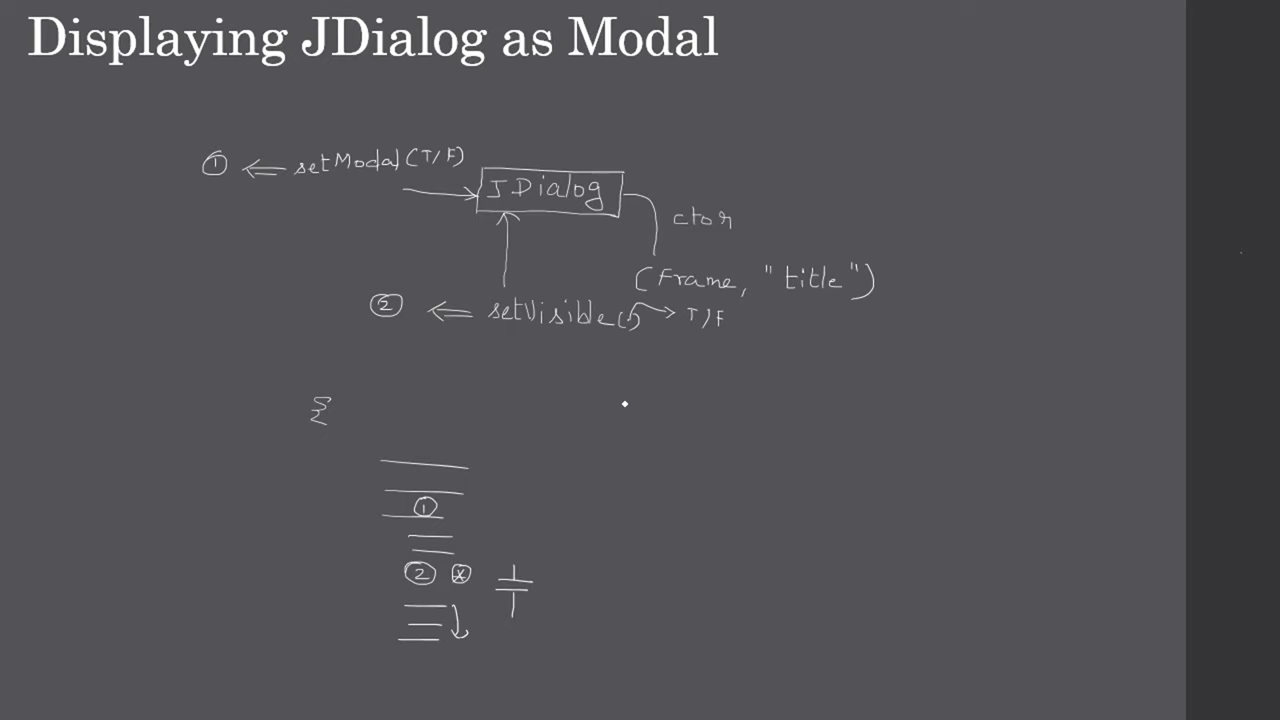 Displaying JDialog as Modal
① ⇐ setModal(T/F)
JDialog
ctor
(Frame, "title")
② ⇐ setVisible() → T/F
{
①
② *